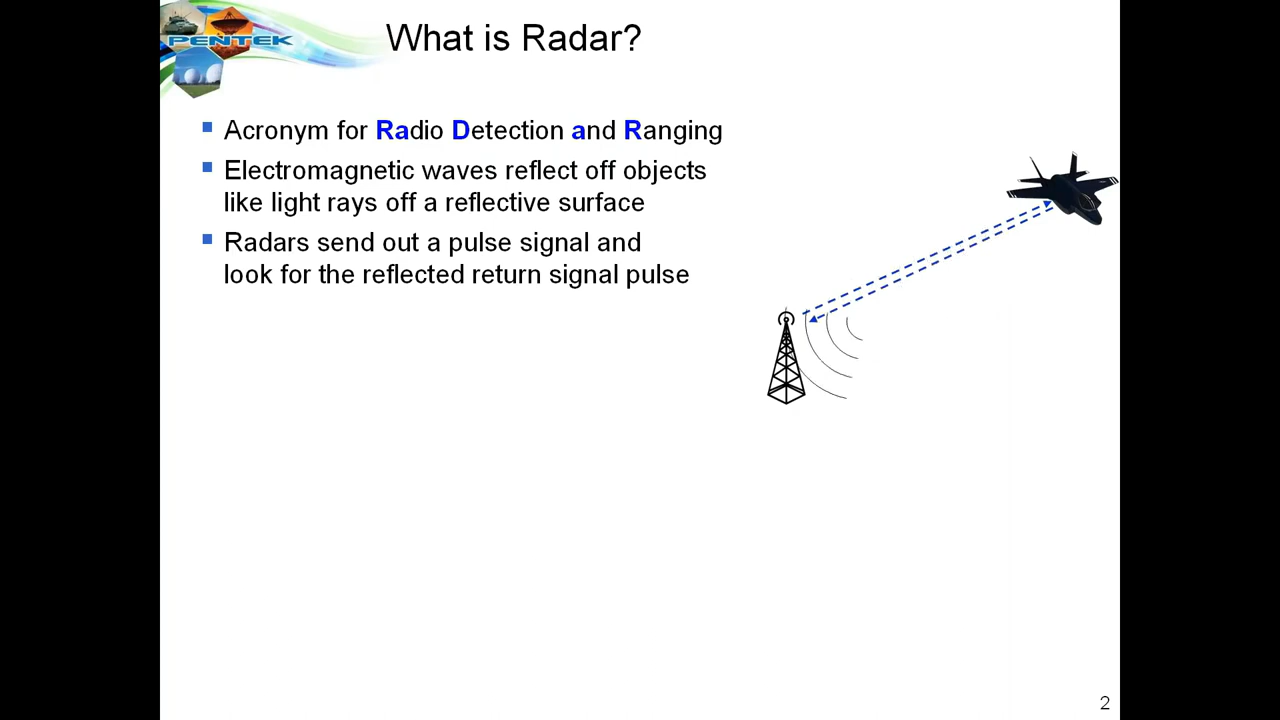 PENTEK
What is Radar?
Acronym for Radio Detection and Ranging
Electromagnetic waves reflect off objects
like light rays off a reflective surface
Radars send out a pulse signal and
look for the reflected return signal pulse
2